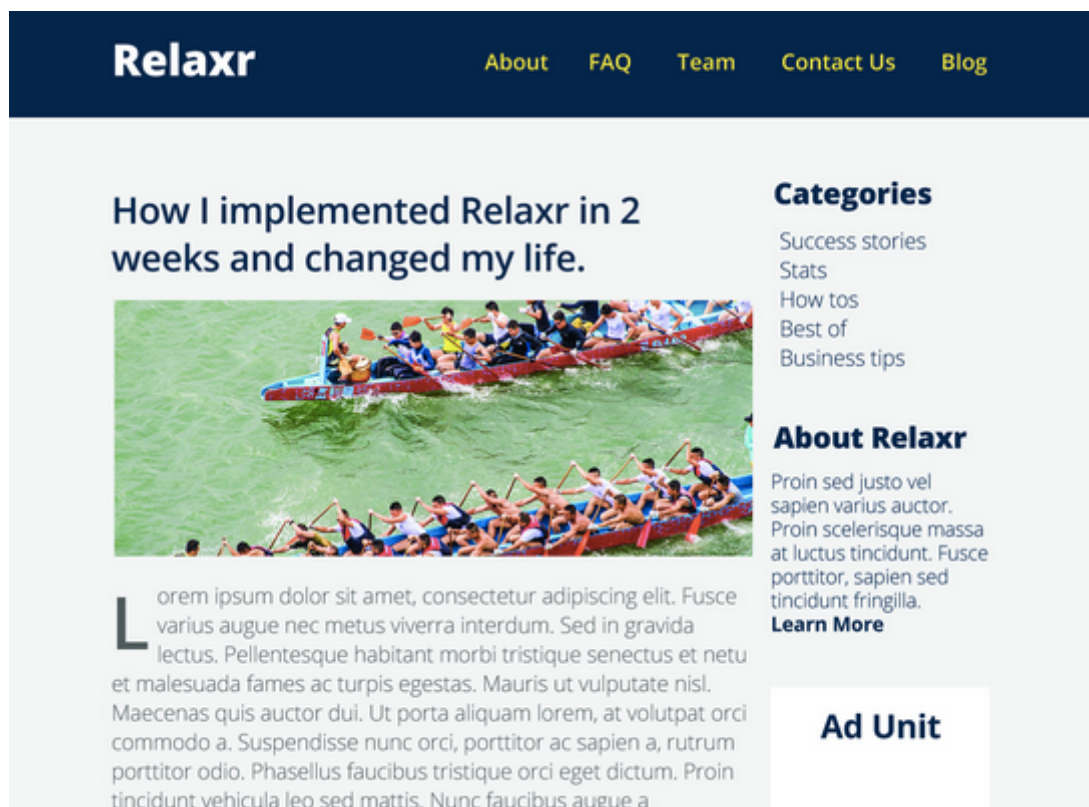 Relaxr
About FAQ Team Contact Us Blog
How I implemented Relaxr in 2
weeks and changed my life.
Lorem ipsum dolor sit amet, consectetur adipiscing elit. Fusce
varius augue nec metus viverra interdum. Sed in gravida
lectus. Pellentesque habitant morbi tristique senectus et netu
et malesuada fames ac turpis egestas. Mauris ut vulputate nisl.
Maecenas quis auctor dui. Ut porta aliquam lorem, at volutpat orci
commodo a. Suspendisse nunc orci, porttitor ac sapien a, rutrum
porttitor odio. Phasellus faucibus tristique orci eget dictum. Proin
tincidunt vehicula leo sed mattis. Nunc faucibus augue a
Categories
Success stories
Stats
How tos
Best of
Business tips
About Relaxr
Proin sed justo vel
sapien varius auctor.
Proin scelerisque massa
at luctus tincidunt. Fusce
porttitor, sapien sed
tincidunt fringilla.
Learn More
Ad Unit